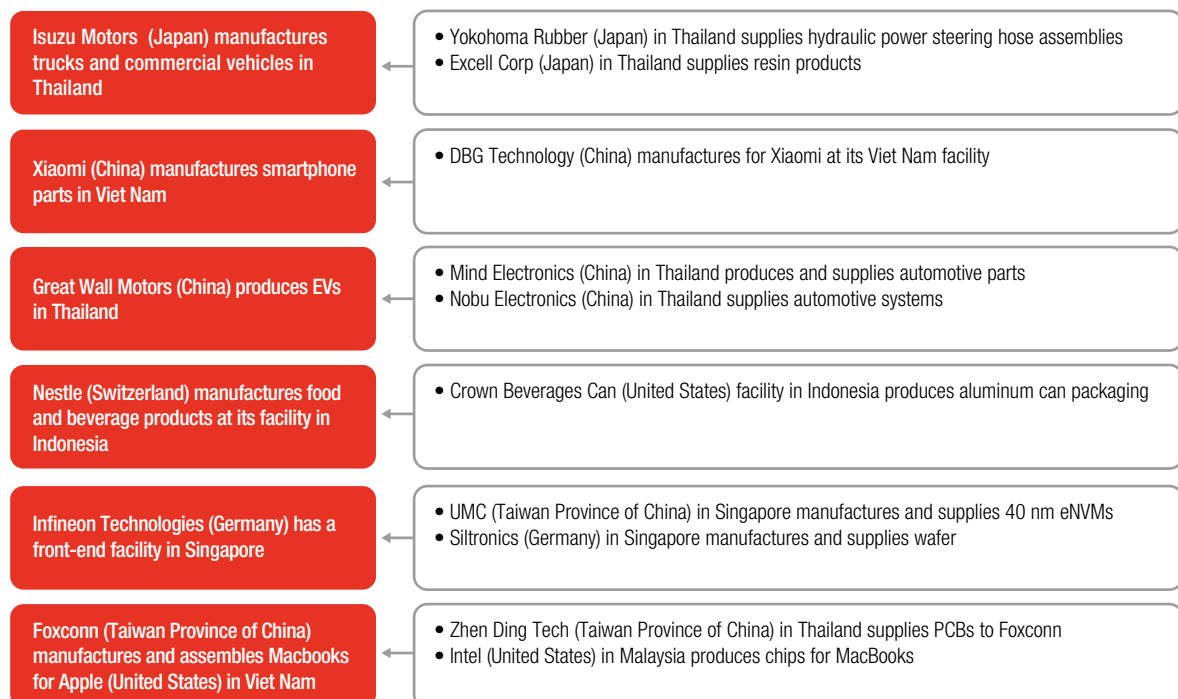 Isuzu Motors (Japan) manufactures
trucks and commercial vehicles in
Thailand
• Yokohoma Rubber (Japan) in Thailand supplies hydraulic power steering hose assemblies
• Excell Corp (Japan) in Thailand supplies resin products
Xiaomi (China) manufactures smartphone
parts in Viet Nam
• DBG Technology (China) manufactures for Xiaomi at its Viet Nam facility
Great Wall Motors (China) produces EVs
in Thailand
• Mind Electronics (China) in Thailand produces and supplies automotive parts
• Nobu Electronics (China) in Thailand supplies automotive systems
Nestle (Switzerland) manufactures food
and beverage products at its facility in
Indonesia
• Crown Beverages Can (United States) facility in Indonesia produces aluminum can packaging
Infineon Technologies (Germany) has a
front-end facility in Singapore
• UMC (Taiwan Province of China) in Singapore manufactures and supplies 40 nm eNVMs
• Siltronics (Germany) in Singapore manufactures and supplies wafer
Foxconn (Taiwan Province of China)
manufactures and assembles Macbooks
for Apple (United States) in Viet Nam
• Zhen Ding Tech (Taiwan Province of China) in Thailand supplies PCBs to Foxconn
• Intel (United States) in Malaysia produces chips for MacBooks